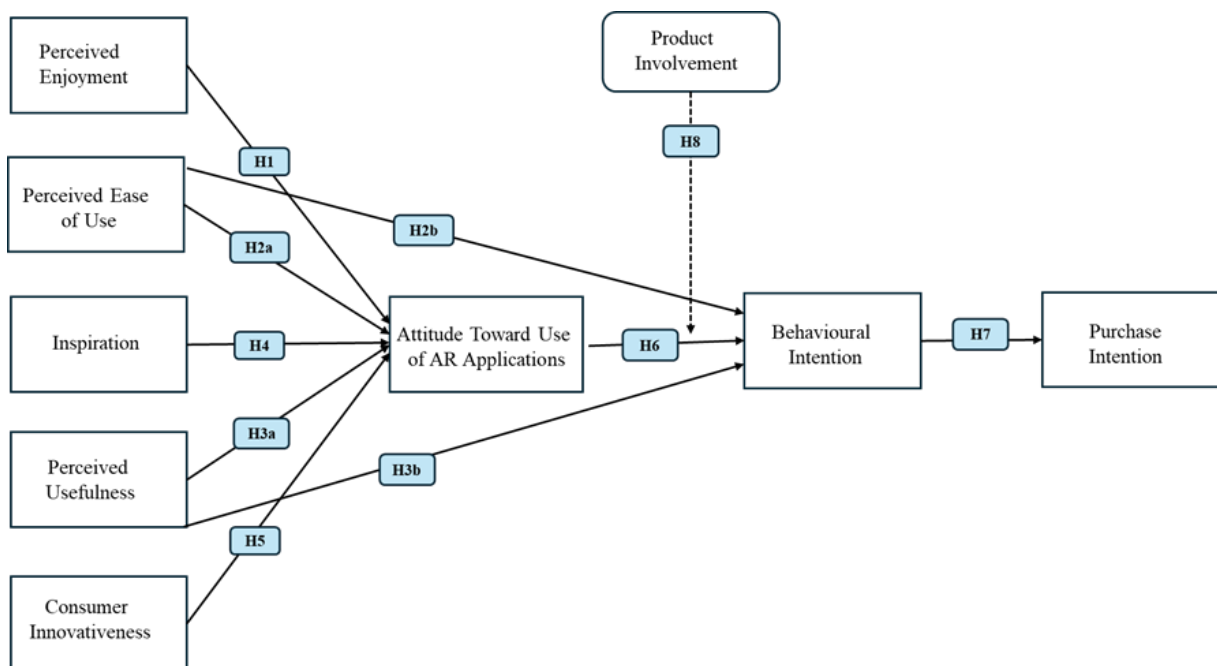 Perceived
Enjoyment
Product
Involvement
H1
H8
Perceived Ease
of Use
H2a
H2b
Inspiration
H4
Attitude Toward Use
of AR Applications
H6
Behavioural
Intention
H7
Purchase
Intention
H3a
Perceived
Usefulness
H3b
H5
Consumer
Innovativeness